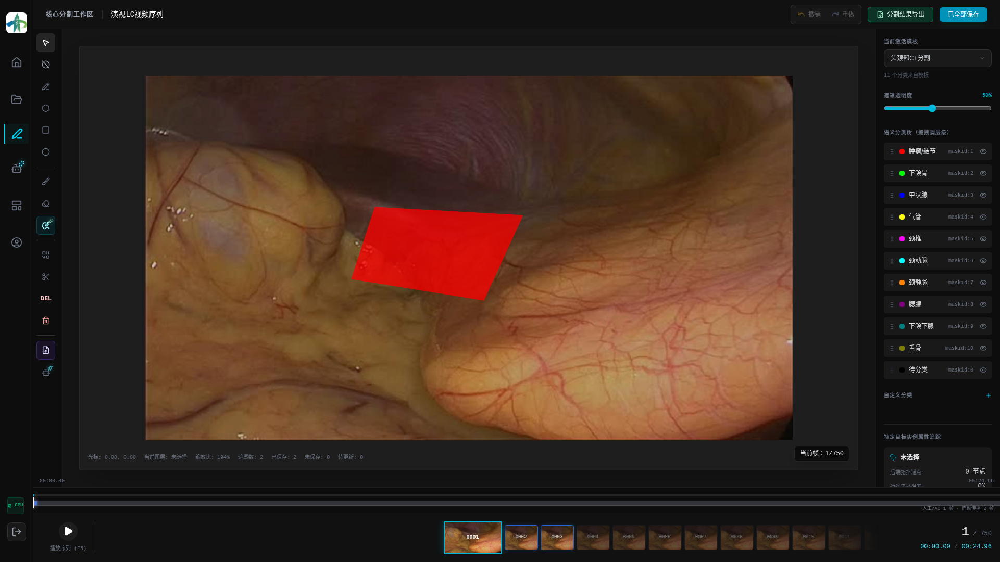 核心分割工作区
演视LC视频序列
撤销
重做
分割结果导出
已全部保存
当前激活模板
头颈部CT分割
11 个分类来自模板
遮罩透明度
50%
语义分类树（拖拽调层级）
肿瘤/结节 maskid:1
下颌骨 maskid:2
甲状腺 maskid:3
气管 maskid:4
颈椎 maskid:5
颈动脉 maskid:6
颈静脉 maskid:7
腮腺 maskid:8
下颌下腺 maskid:9
舌骨 maskid:10
待分类 maskid:0
自定义分类
特定目标实例属性追踪
未选择
后端拓扑锚点: 0 节点
边缘平滑强度: 0%
DEL
光标: 0.00, 0.00 当前图层: 未选择 缩放比: 194% 遮罩数: 2 已保存: 2 未保存: 0 待更新: 0
当前帧：1/750
00:00.00
00:24.96
人工/AI 1 帧 · 自动传播 2 帧
GPU
播放序列 (F5)
0001
0002
0003
0004
0005
0006
0007
0008
0009
0010
0011
1 / 750
00:00.00 / 00:24.96